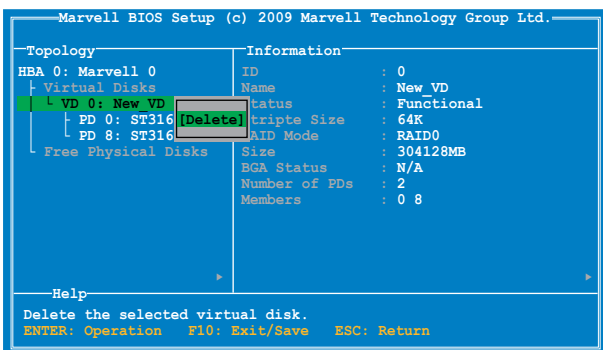 Marvell BIOS Setup (c) 2009 Marvell Technology Group Ltd.
Topology
HBA 0: Marvell 0
Virtual Disks
VD 0: New_VD
PD 0: ST316
PD 8: ST316
Free Physical Disks
[Delete]
Information
ID : 0
Name : New_VD
tatus : Functional
tripte Size : 64K
AID Mode : RAID0
Size : 304128MB
BGA Status : N/A
Number of PDs : 2
Members : 0 8
Help
Delete the selected virtual disk.
ENTER: Operation F10: Exit/Save ESC: Return